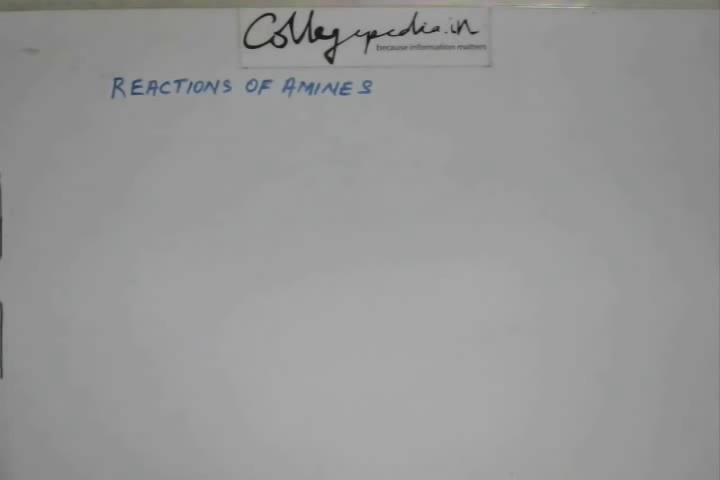 Collegepedia.in
because information matters
REACTIONS OF AMINES